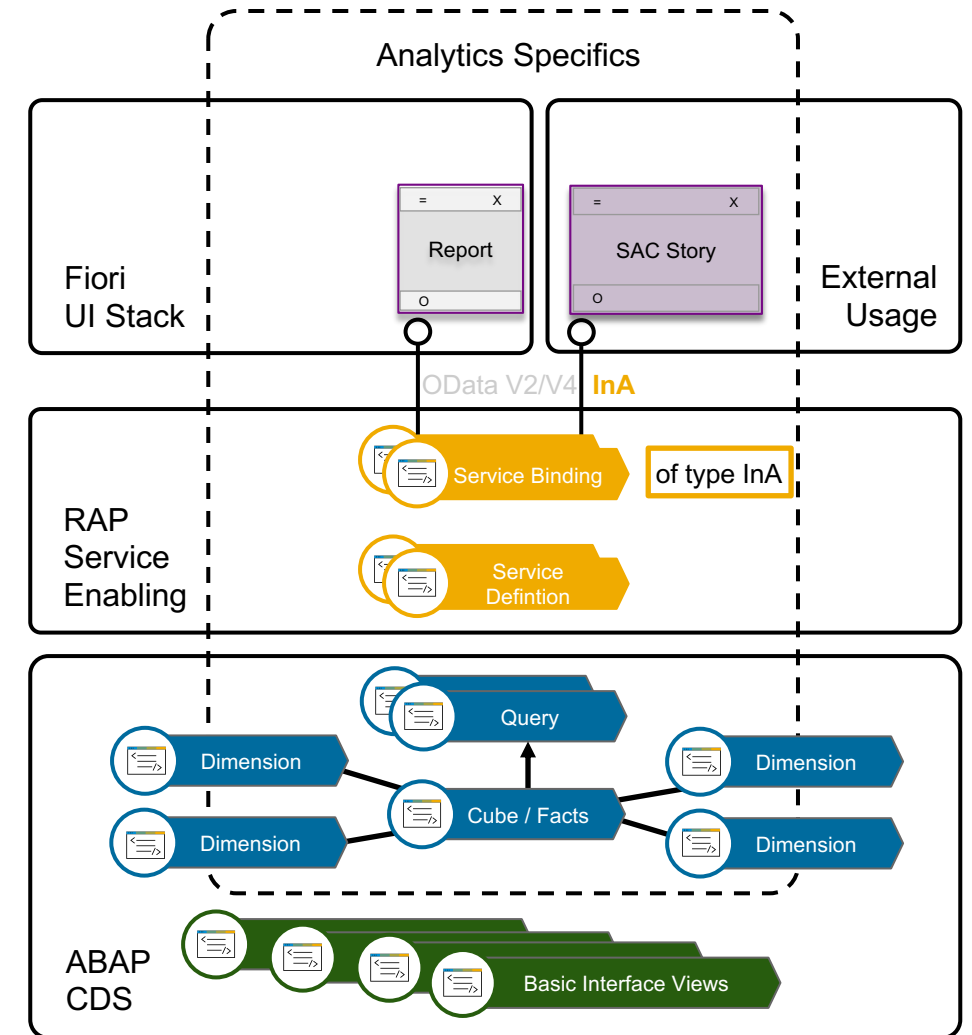 Analytics Specifics
= X
Report
O
= X
SAC Story
O
Fiori
UI Stack
External
Usage
OData V2/V4 InA
Service Binding
of type InA
RAP
Service
Enabling
Service
Defintion
Query
Dimension
Dimension
Cube / Facts
Dimension
Dimension
ABAP
CDS
Basic Interface Views